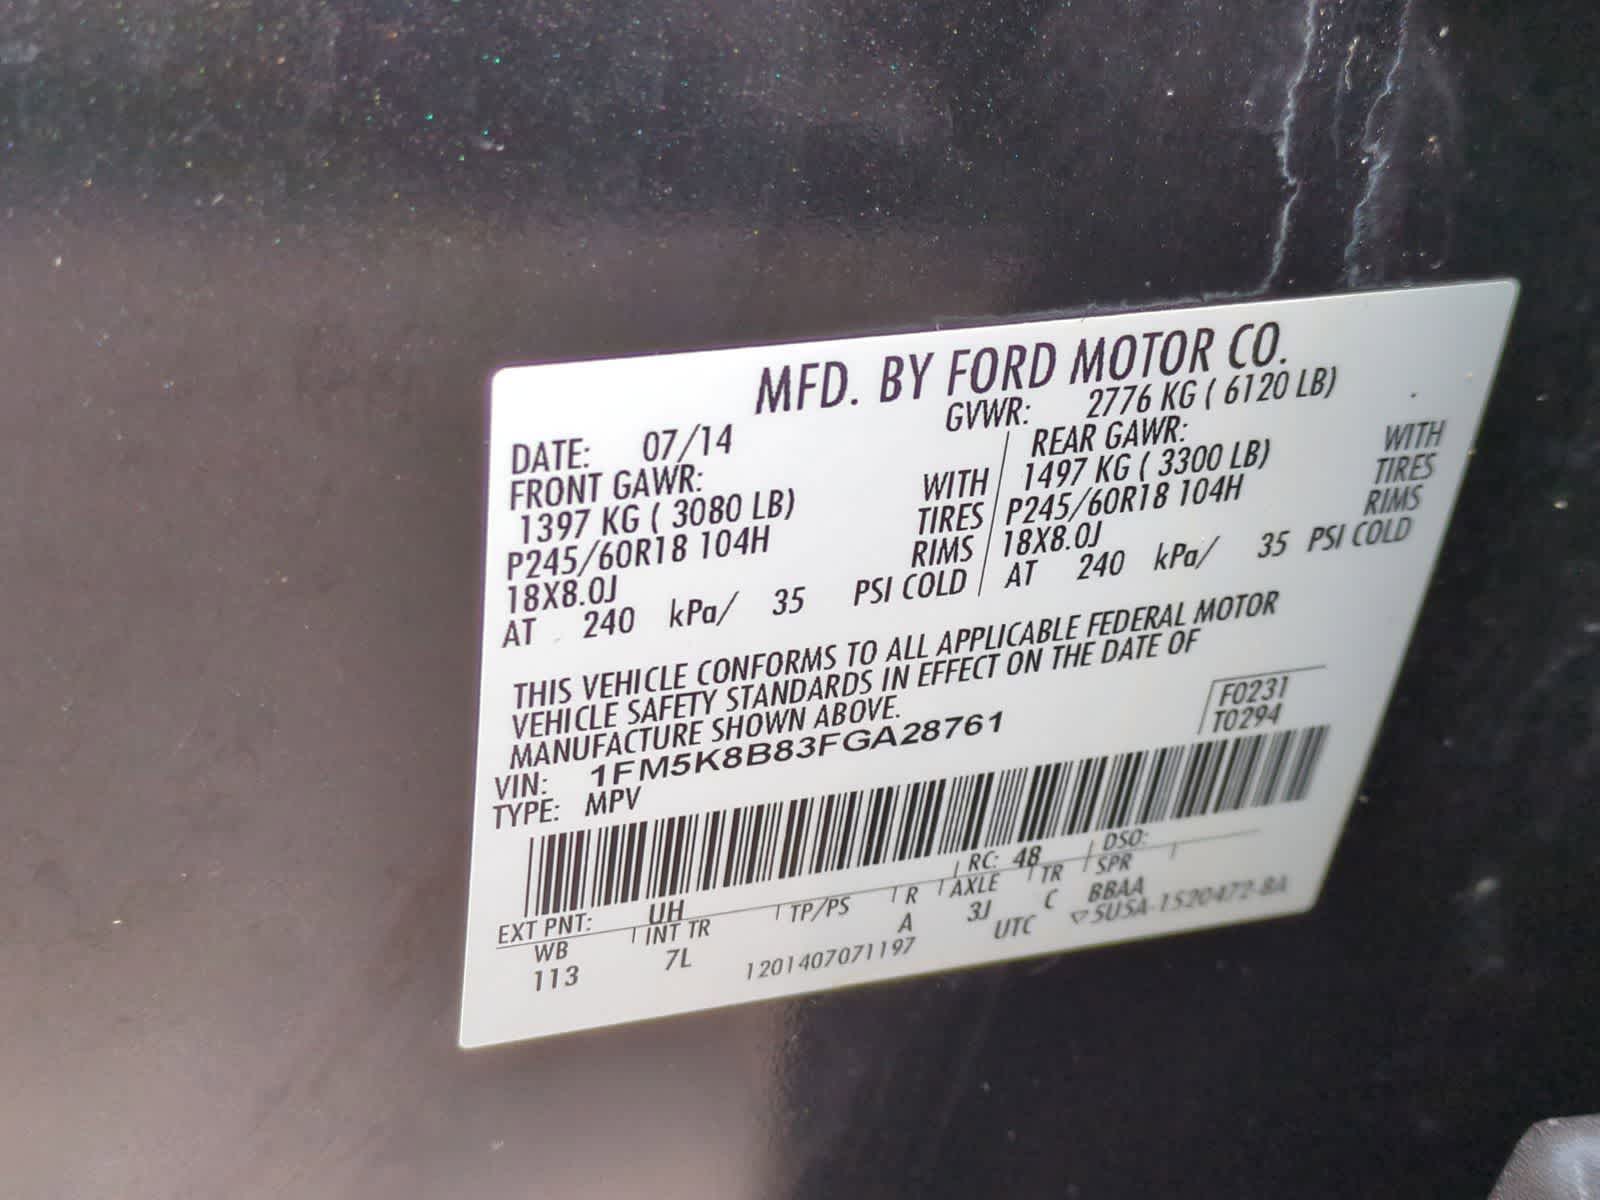 MFD. BY FORD MOTOR CO.
DATE: 07/14 GVWR: 2776 KG ( 6120 LB)
FRONT GAWR: REAR GAWR:
1397 KG ( 3080 LB) WITH 1497 KG ( 3300 LB) WITH
P245/60R18 104H TIRES P245/60R18 104H TIRES
18X8.0J RIMS 18X8.0J RIMS
AT 240 kPa/ 35 PSI COLD AT 240 kPa/ 35 PSI COLD
THIS VEHICLE CONFORMS TO ALL APPLICABLE FEDERAL MOTOR
VEHICLE SAFETY STANDARDS IN EFFECT ON THE DATE OF
MANUFACTURE SHOWN ABOVE.
F0231
T0294
VIN: 1FM5K8B83FGA28761
TYPE: MPV
EXT PNT: UH RC: 48 DSO:
WB INT TR TP/PS R AXLE TR SPR
113 7L A 3J C BBAA
1201407071197 UTC ▽5USA-1520472-BA